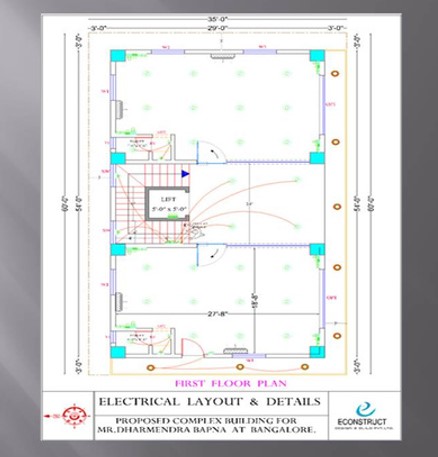 35'-0"
3'-0" 29'-0" 3'-0"
3'-0"
3'-0"
60'-0"
54'-0"
54'-0"
60'-0"
LIFT
5'-0" x 5'-0"
27'-8"
18'-8"
3'-0"
3'-0"
FIRST FLOOR PLAN
ELECTRICAL LAYOUT & DETAILS
PROPOSED COMPLEX BUILDING FOR
MR.DHARMENDRA BAPNA AT BANGALORE.
ECONSTRUCT